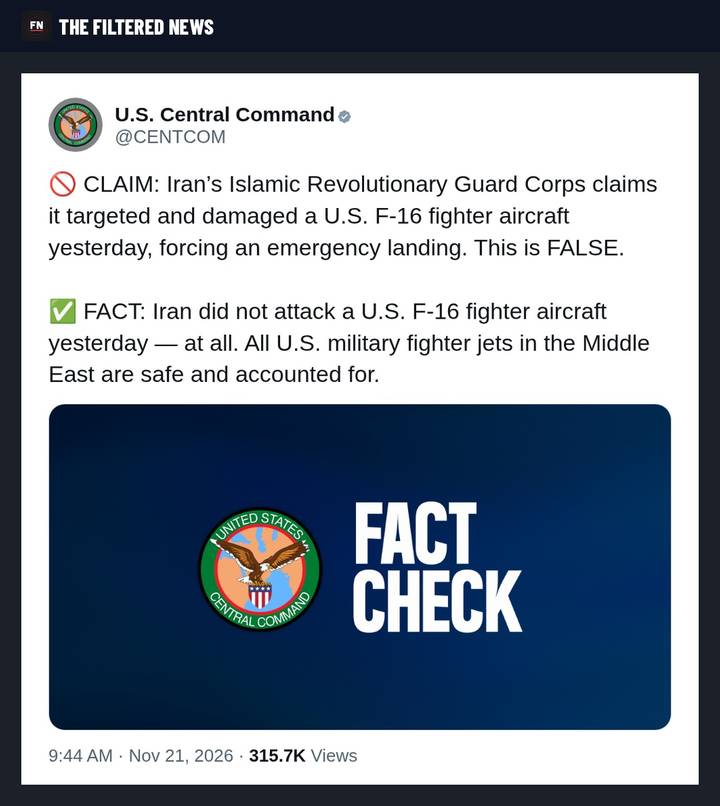 FN THE FILTERED NEWS
U.S. Central Command
@CENTCOM
🚫 CLAIM: Iran’s Islamic Revolutionary Guard Corps claims
it targeted and damaged a U.S. F-16 fighter aircraft
yesterday, forcing an emergency landing. This is FALSE.
✅ FACT: Iran did not attack a U.S. F-16 fighter aircraft
yesterday — at all. All U.S. military fighter jets in the Middle
East are safe and accounted for.
UNITED STATES
CENTRAL COMMAND
FACT
CHECK
9:44 AM · Nov 21, 2026 · 315.7K Views